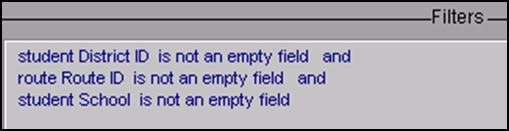 Filters
student District ID is not an empty field and
route Route ID is not an empty field and
student School is not an empty field